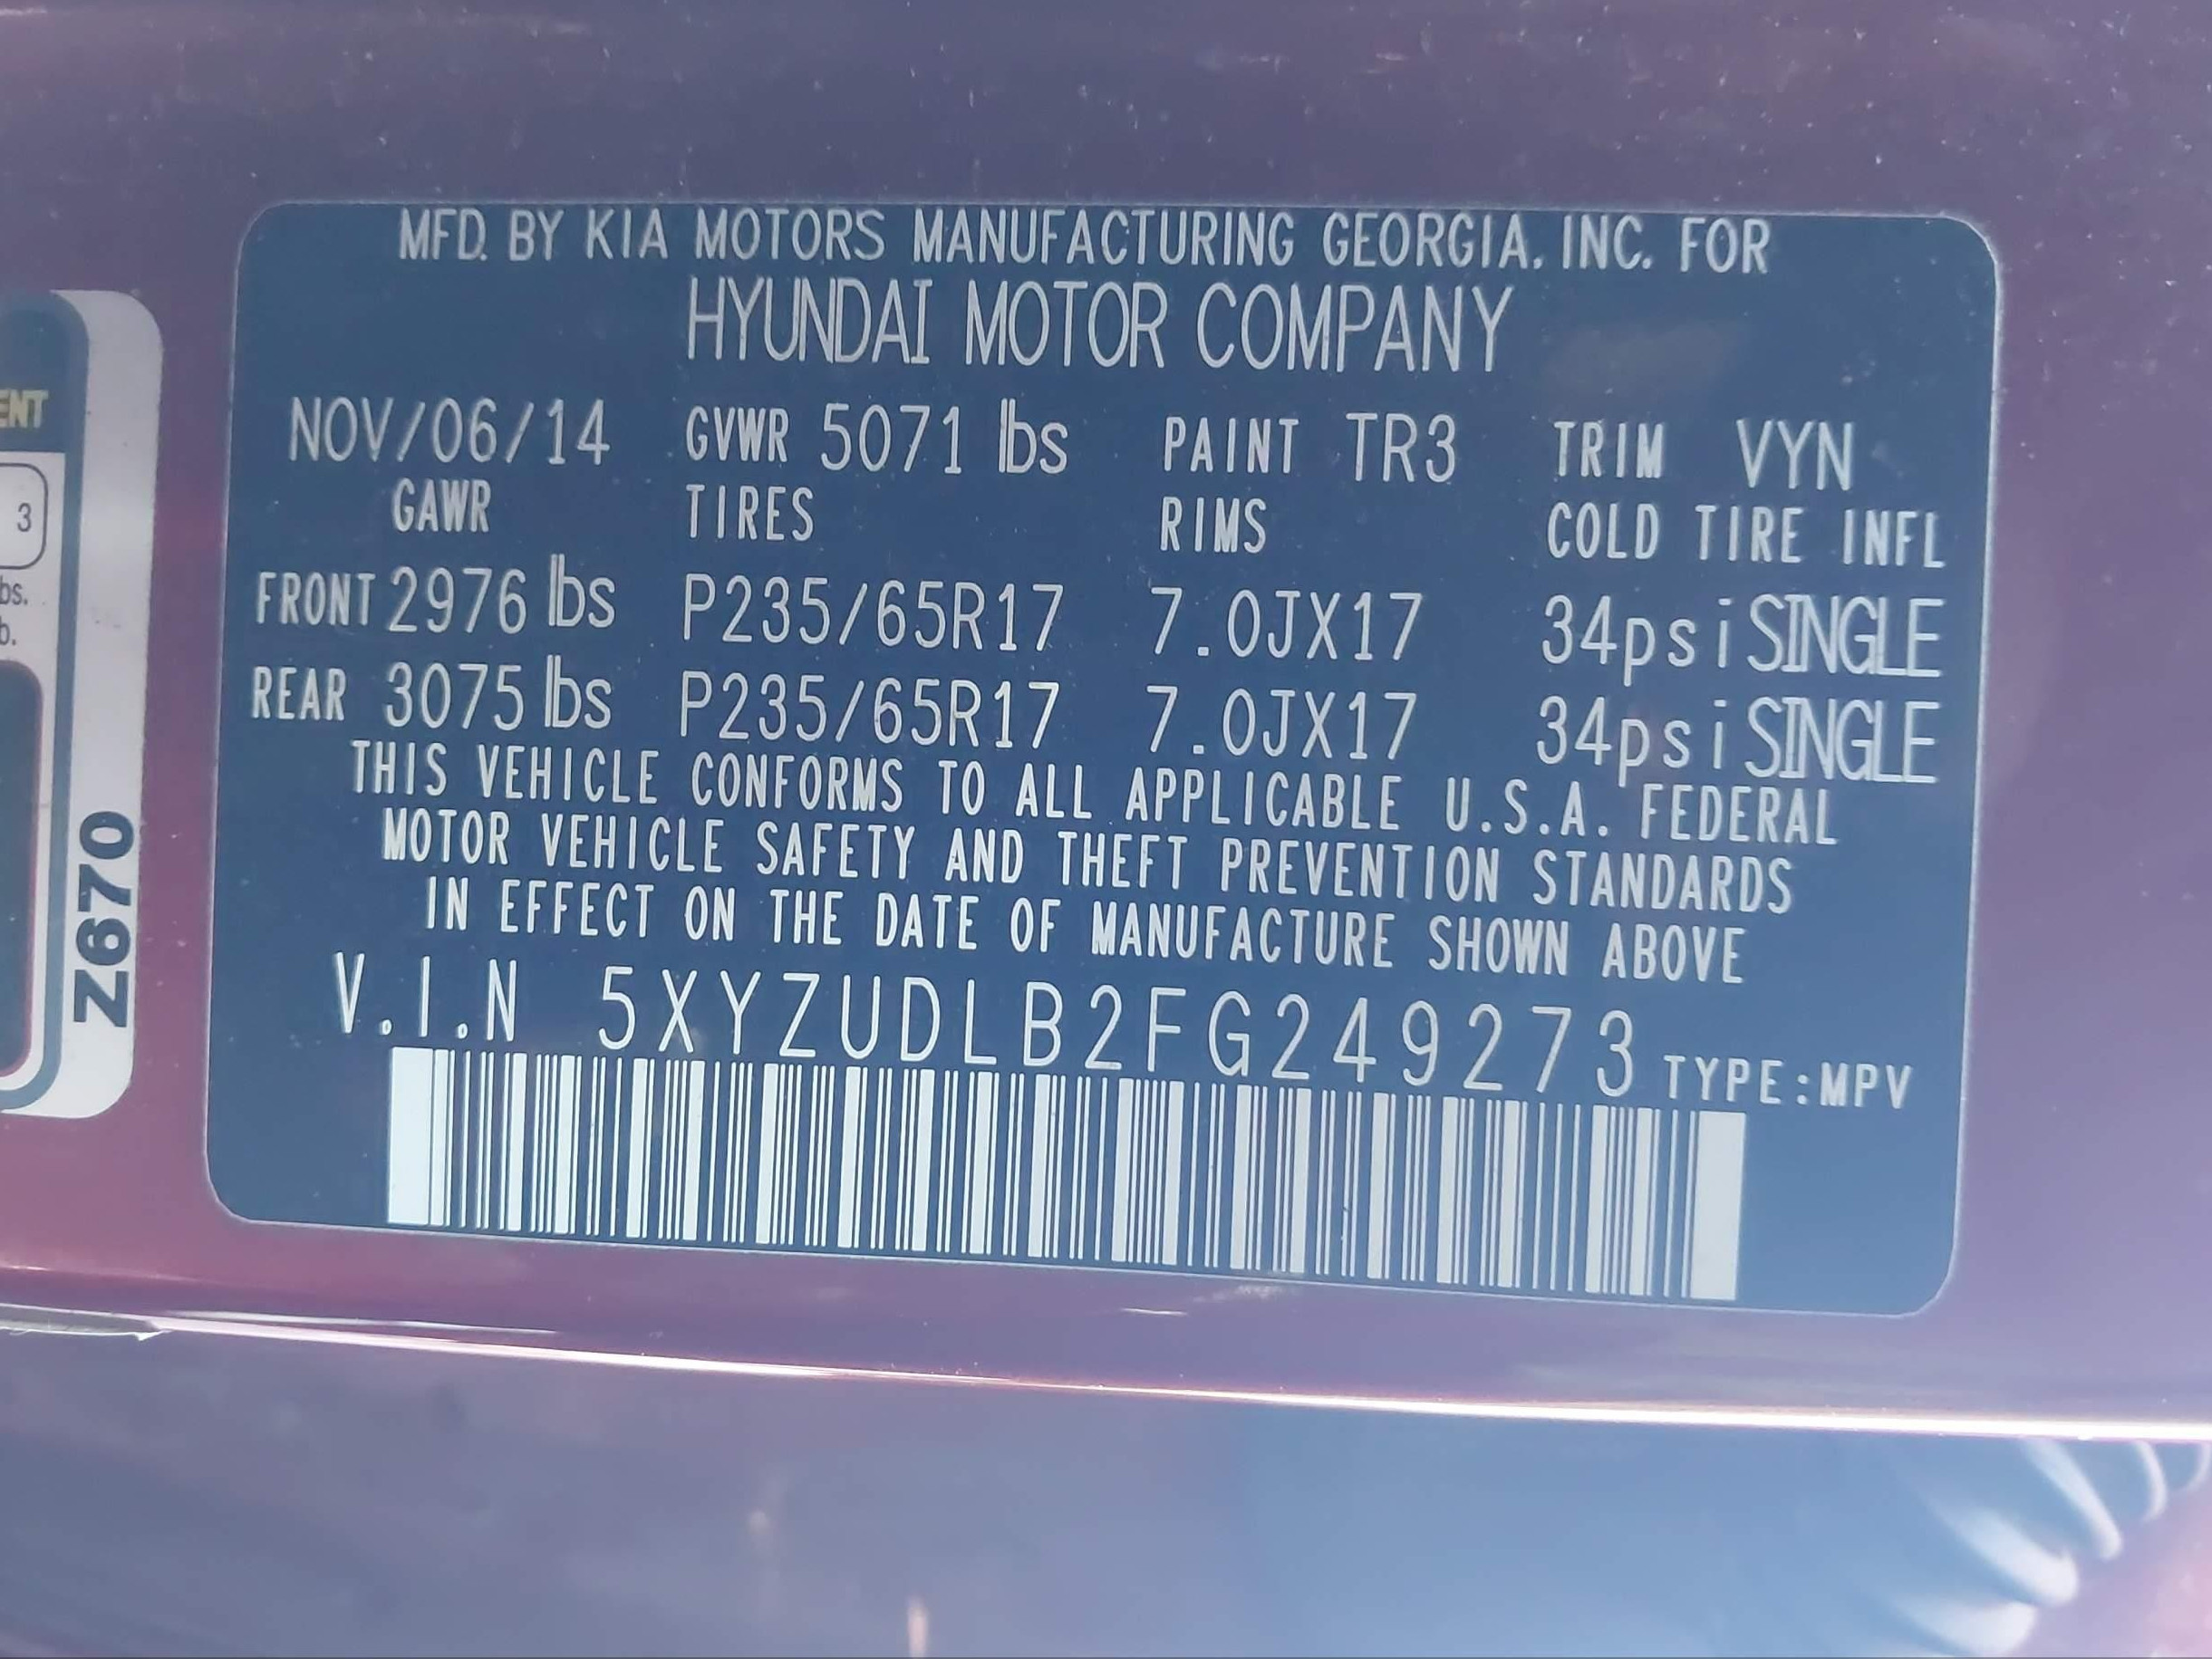 MFD. BY KIA MOTORS MANUFACTURING GEORGIA. INC. FOR
HYUNDAI MOTOR COMPANY
NOV/06/14 GVWR 5071 lbs PAINT TR3 TRIM VYN
GAWR TIRES RIMS COLD TIRE INFL
FRONT 2976 lbs P235/65R17 7.0JX17 34psi SINGLE
REAR 3075 lbs P235/65R17 7.0JX17 34psi SINGLE
THIS VEHICLE CONFORMS TO ALL APPLICABLE U.S.A. FEDERAL
MOTOR VEHICLE SAFETY AND THEFT PREVENTION STANDARDS
IN EFFECT ON THE DATE OF MANUFACTURE SHOWN ABOVE
V.I.N 5XYZUDLB2FG249273 TYPE:MPV
3
Z670